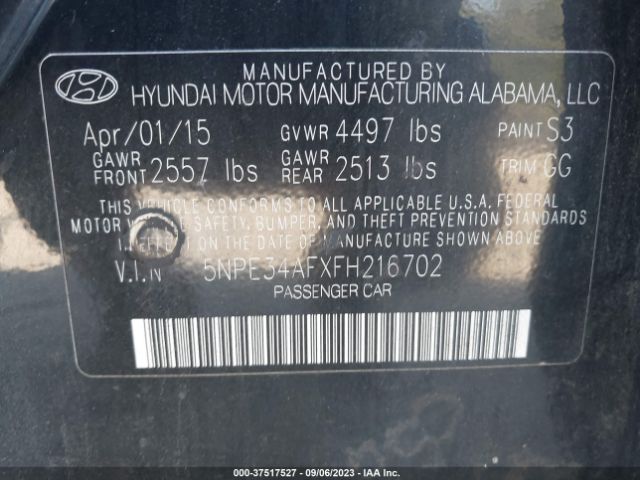 MANUFACTURED BY
HYUNDAI MOTOR MANUFACTURING ALABAMA, LLC
Apr/01/15 GVWR 4497 lbs PAINT S3
GAWR FRONT 2557 lbs GAWR REAR 2513 lbs TRIM GG
THIS VEHICLE CONFORMS TO ALL APPLICABLE U.S.A. FEDERAL
MOTOR SAFETY, BUMPER, AND THEFT PREVENTION STANDARDS
IN EFFECT ON THE DATE OF MANUFACTURE SHOWN ABOVE.
V.I.N 5NPE34AFXFH216702
PASSENGER CAR
© COPART - 37517527 - 09/06/2023 - IAA Inc.